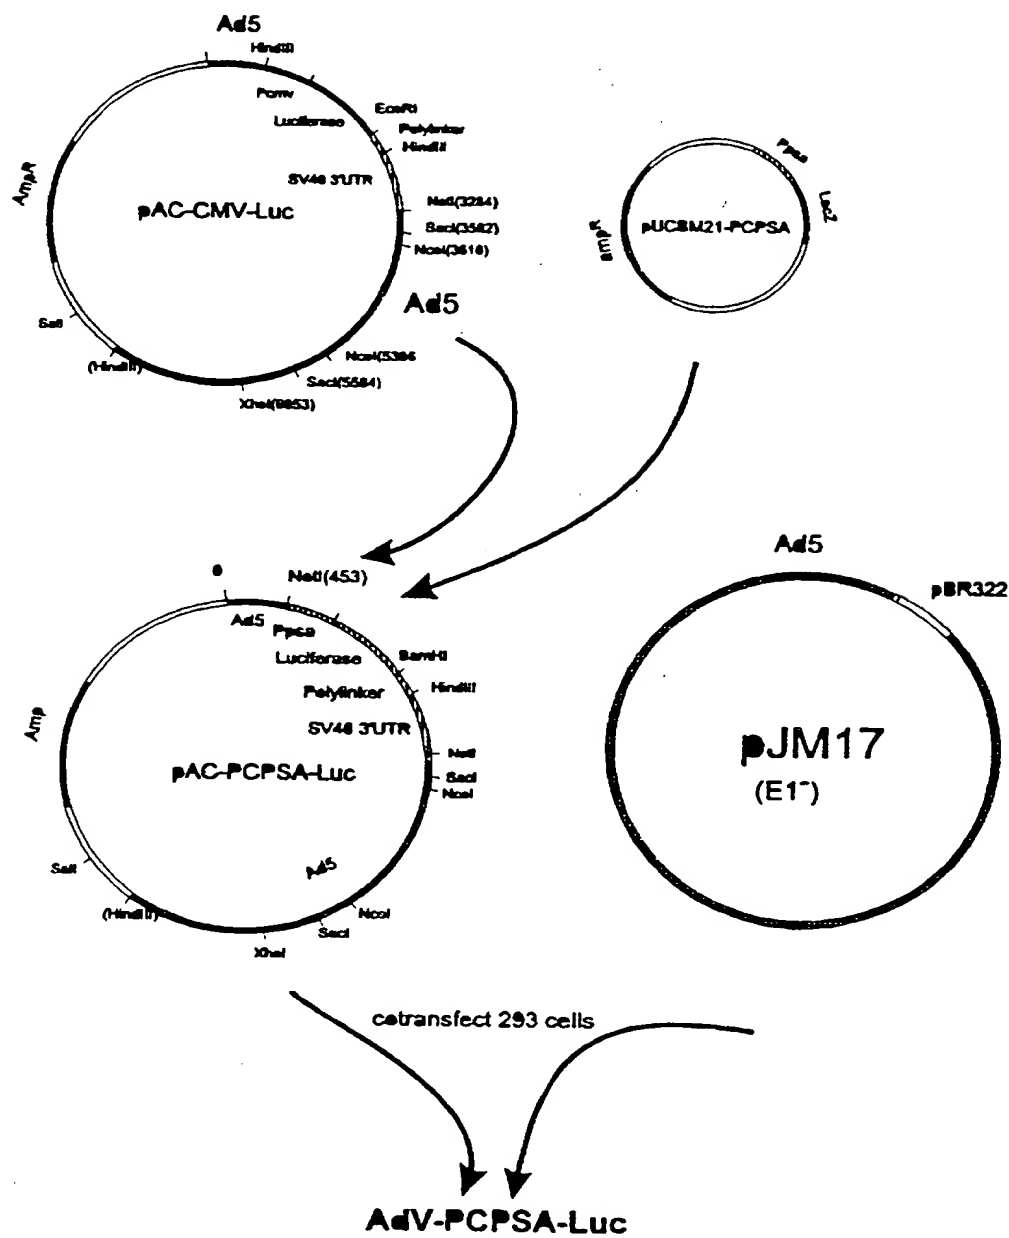 Ad5
HindIII
Pcmv
Luciferase
EcoRI
Polylinker
HindIII
SV40 3'UTR
AmpR
pAC-CMV-Luc
NotI(3284)
SacI(3582)
NcoI(3616)
Ad5
SalI
(HindIII)
NcoI(5386
SacI(5584)
XhoI(9853)
Ppsa
LacZ
pUCBM21-PCPSA
ampR
0
NotI(453)
Ad5
Ppsa
Luciferase
BamHI
Polylinker
HindIII
SV40 3'UTR
Amp
pAC-PCPSA-Luc
NotI
SacI
NcoI
Ad5
SalI
(HindIII)
NcoI
SacI
XhoI
Ad5
pBR322
pJM17
(E1-)
cotransfect 293 cells
AdV-PCPSA-Luc